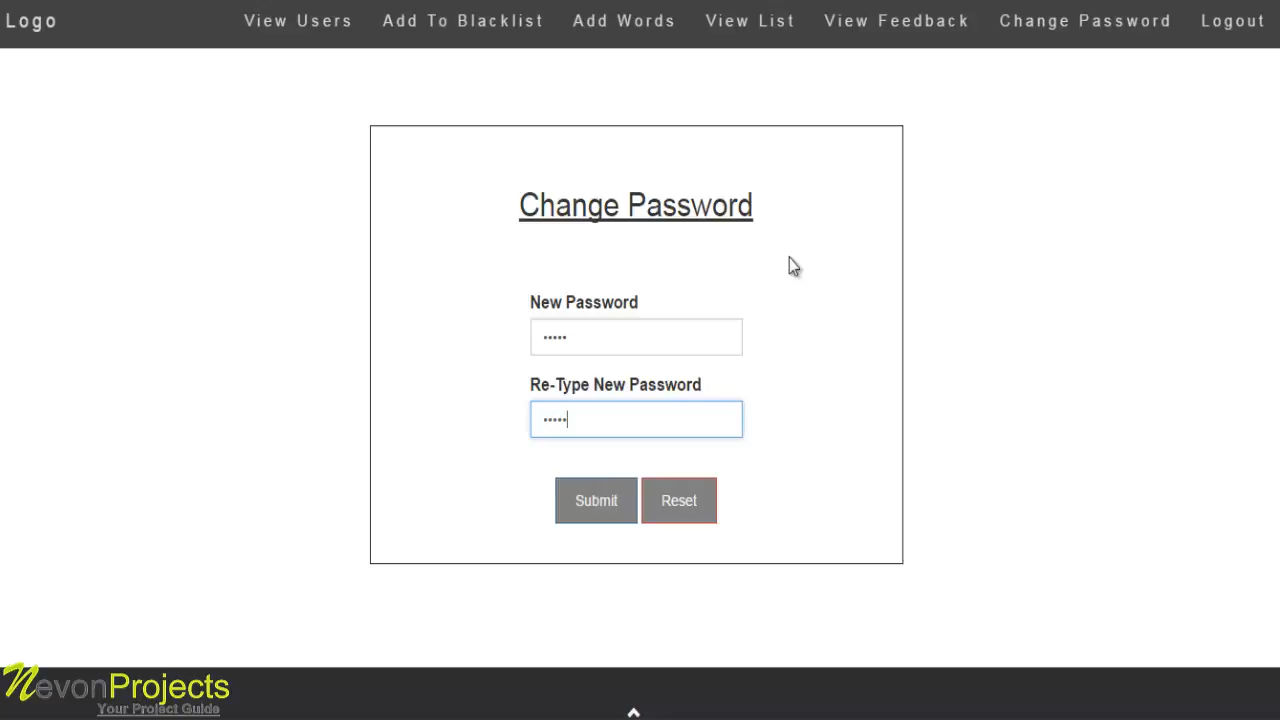 Logo View Users Add To Blacklist Add Words View List View Feedback Change Password Logout
Change Password
New Password
•••••
Re-Type New Password
•••••
Submit Reset
NevonProjects
Your Project Guide